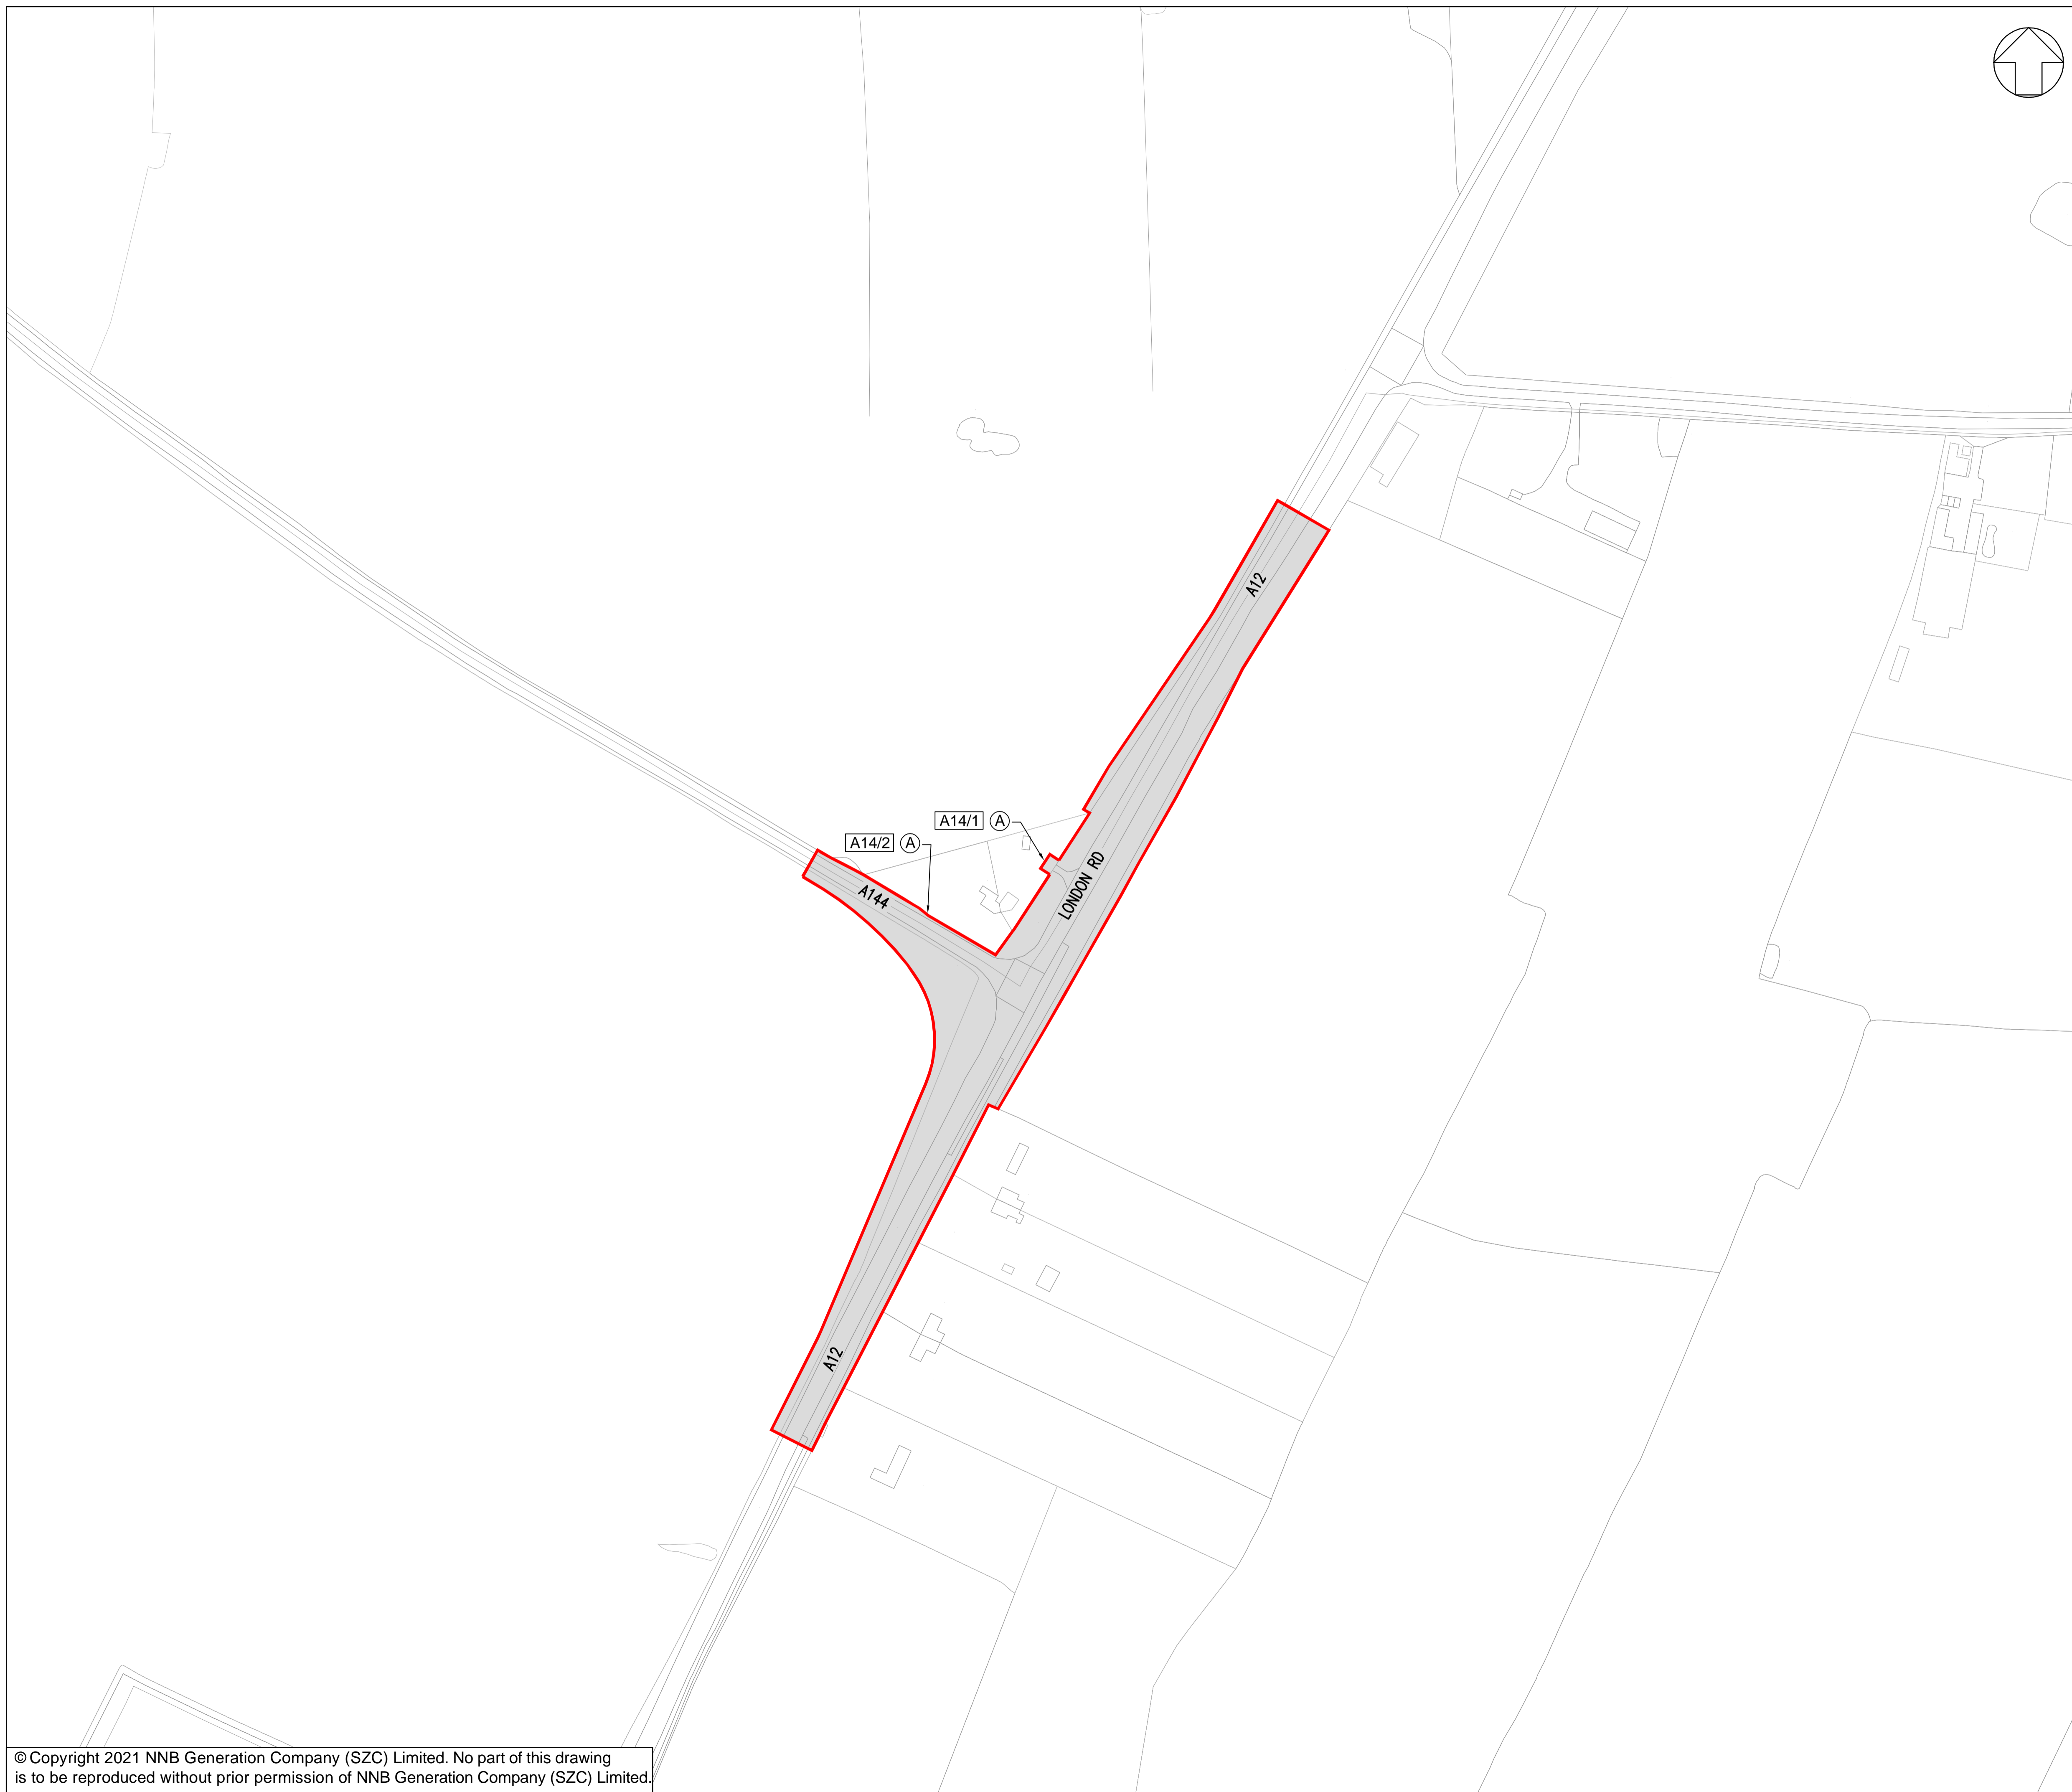 A12
A14/1 A
A14/2 A
LONDON RD
A144
A12
© Copyright 2021 NNB Generation Company (SZC) Limited. No part of this drawing
is to be reproduced without prior permission of NNB Generation Company (SZC) Limited.